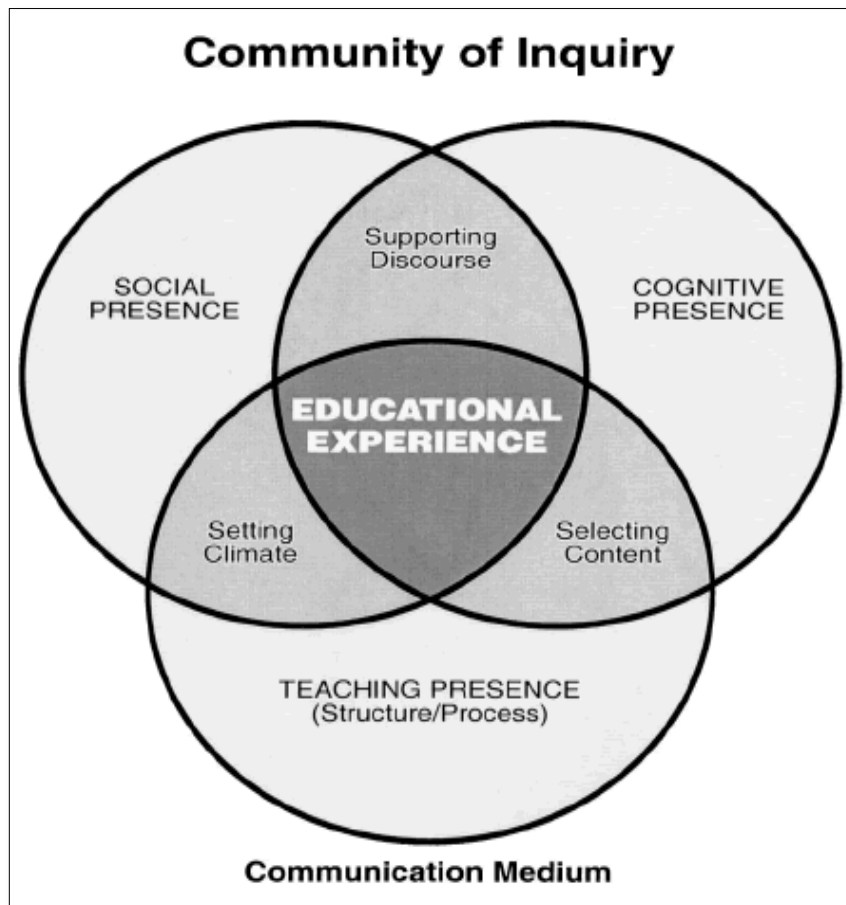 Community of Inquiry
Supporting
Discourse
SOCIAL
PRESENCE
COGNITIVE
PRESENCE
EDUCATIONAL
EXPERIENCE
Setting
Climate
Selecting
Content
TEACHING PRESENCE
(Structure/Process)
Communication Medium